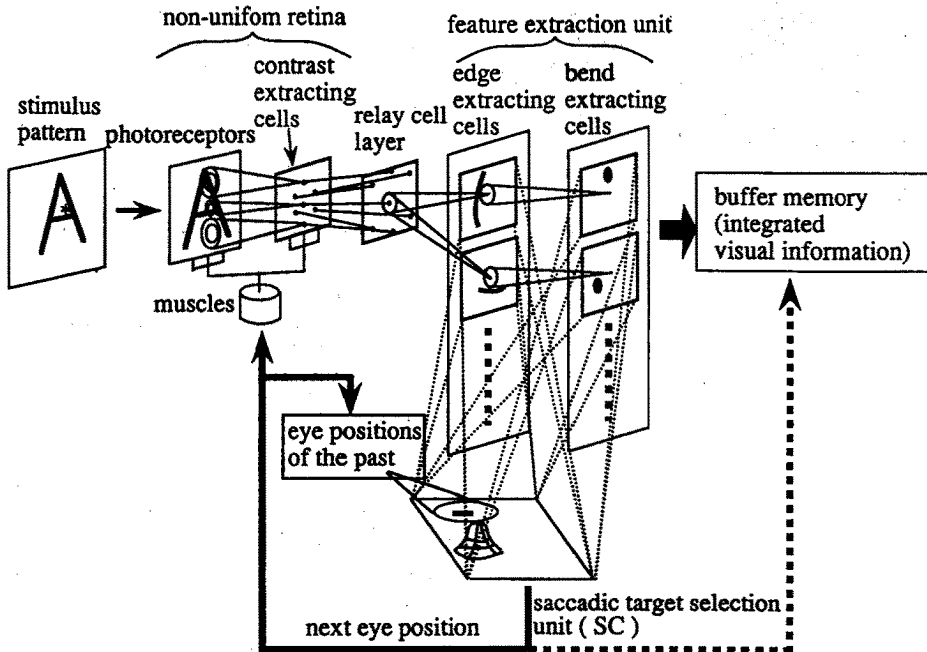 non-unifom retina
feature extraction unit
contrast
extracting
cells
edge
extracting
cells
bend
extracting
cells
stimulus
pattern
photoreceptors
relay cell
layer
A
A
buffer memory
(integrated
visual information)
muscles
eye positions
of the past
next eye position
saccadic target selection
unit ( SC )